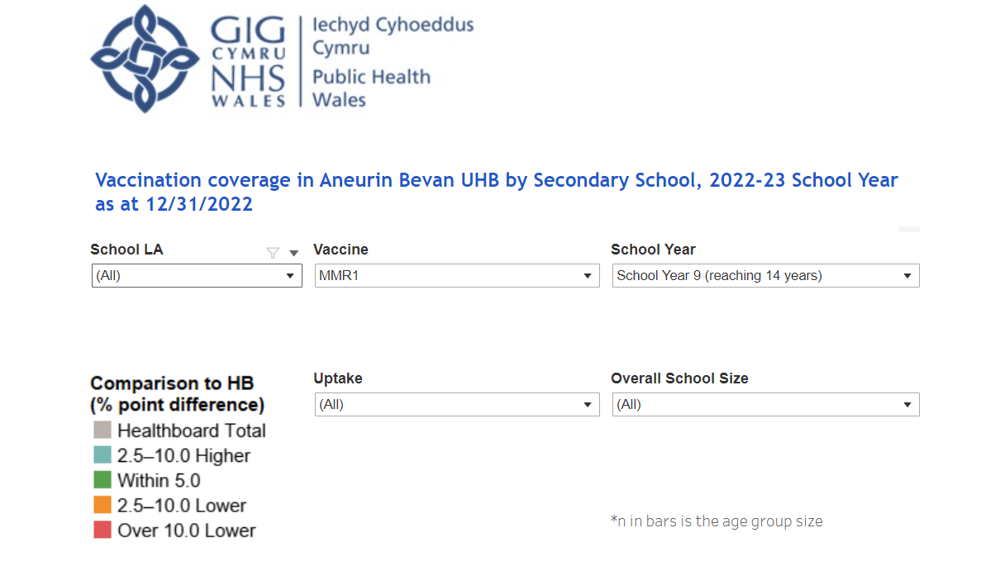 GIG
CYMRU
NHS
WALES
Iechyd Cyhoeddus
Cymru
Public Health
Wales
Vaccination coverage in Aneurin Bevan UHB by Secondary School, 2022-23 School Year
as at 12/31/2022
School LA
(All)
Vaccine
MMR1
School Year
School Year 9 (reaching 14 years)
Comparison to HB
(% point difference)
Healthboard Total
2.5–10.0 Higher
Within 5.0
2.5–10.0 Lower
Over 10.0 Lower
Uptake
(All)
Overall School Size
(All)
*n in bars is the age group size